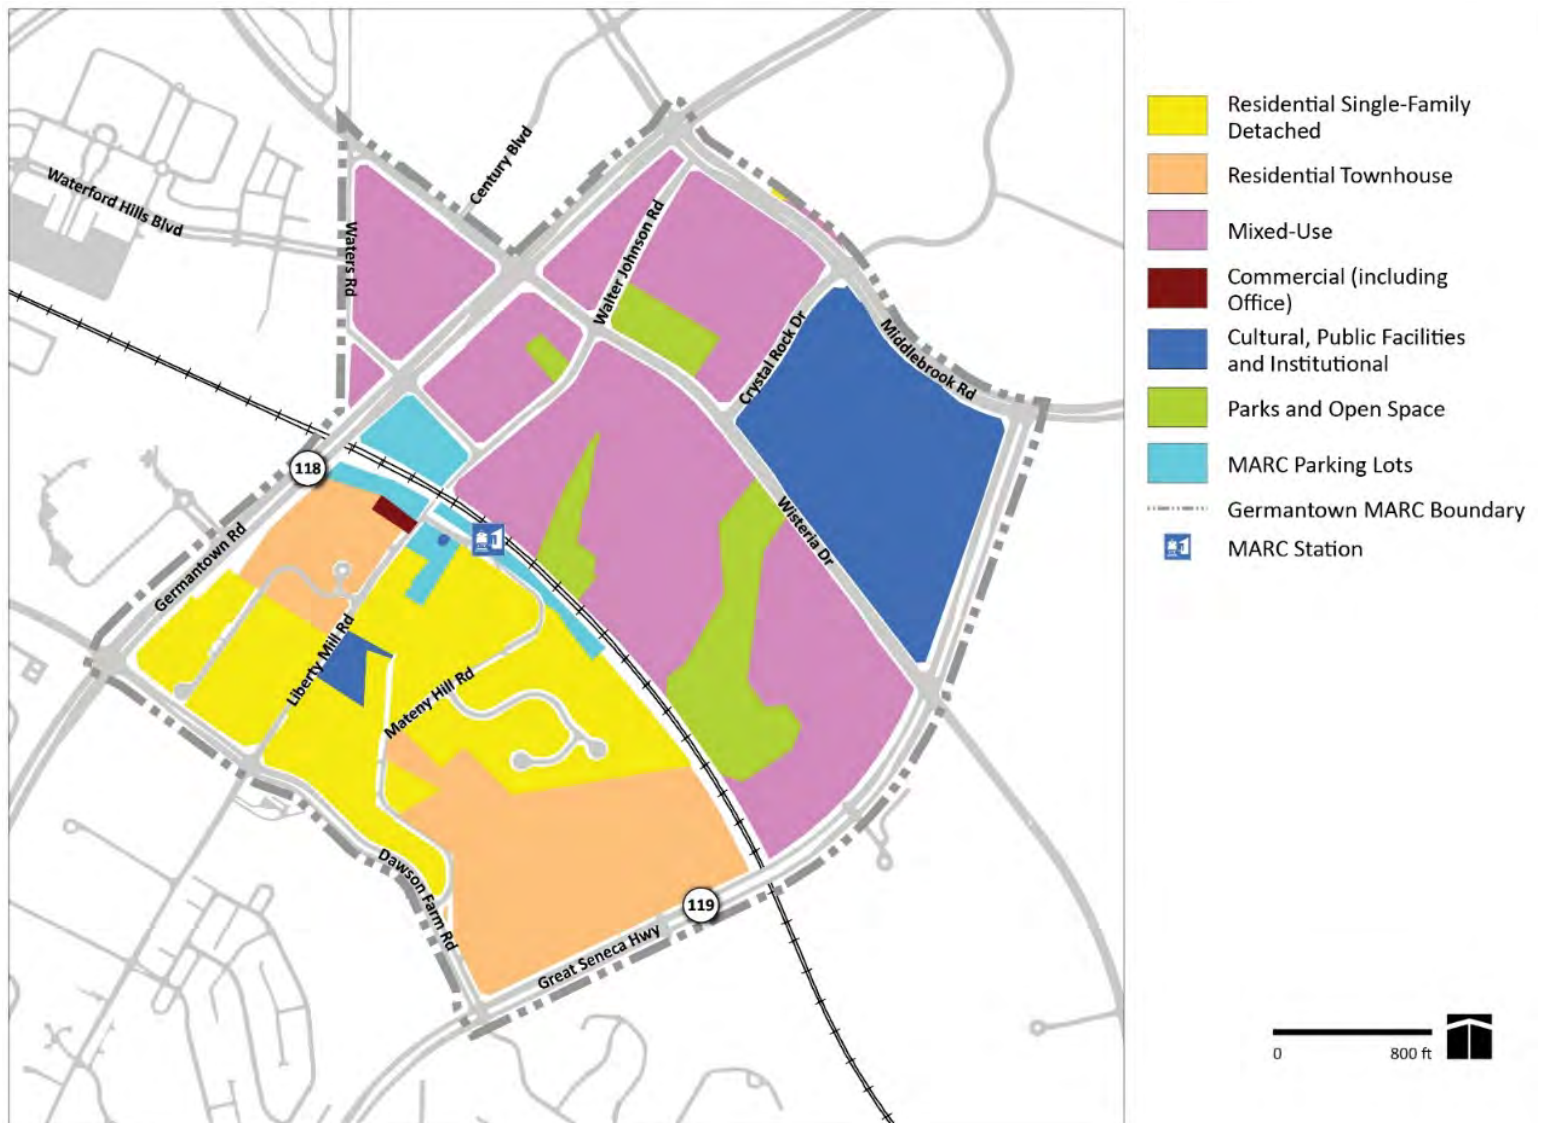 Century Blvd
Waterford Hills Blvd
Waters Rd
Walter Johnson Rd
Crystal Rock Dr
Middlebrook Rd
118
Germantown Rd
Wisteria Dr
Liberty Mill Rd
Mateny Hill Rd
Dawson Farm Rd
119
Great Seneca Hwy
Residential Single-Family
Detached
Residential Townhouse
Mixed-Use
Commercial (including
Office)
Cultural, Public Facilities
and Institutional
Parks and Open Space
MARC Parking Lots
Germantown MARC Boundary
MARC Station
0 800 ft